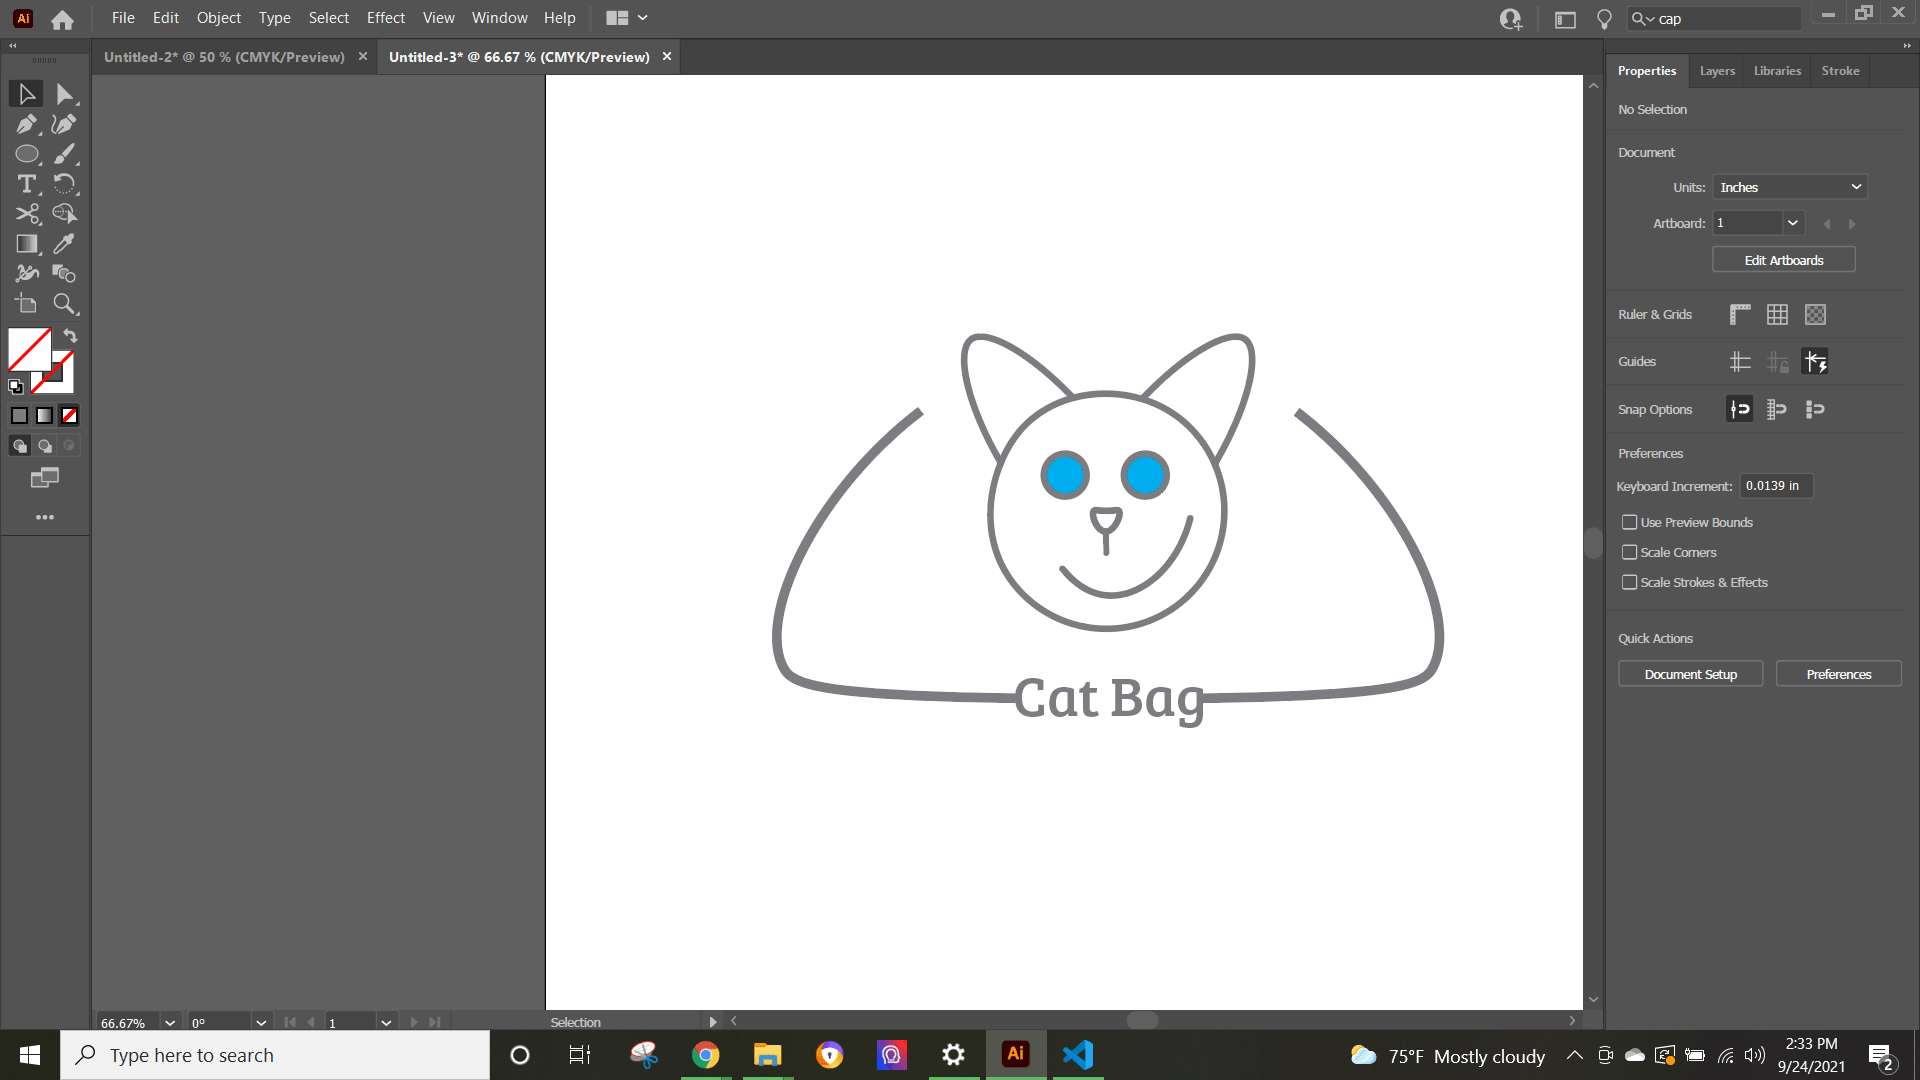 Ai File Edit Object Type Select Effect View Window Help cap
Untitled-2* @ 50 % (CMYK/Preview) × Untitled-3* @ 66.67 % (CMYK/Preview) ×
Properties Layers Libraries Stroke
No Selection
Document
Units: Inches
Artboard: 1
Edit Artboards
Ruler & Grids
Guides
Snap Options
Preferences
Keyboard Increment: 0.0139 in
Use Preview Bounds
Scale Corners
Scale Strokes & Effects
Quick Actions
Document Setup Preferences
Cat Bag
66.67% 0° 1 Selection
Type here to search
Ai
75°F Mostly cloudy
2:33 PM
9/24/2021
2